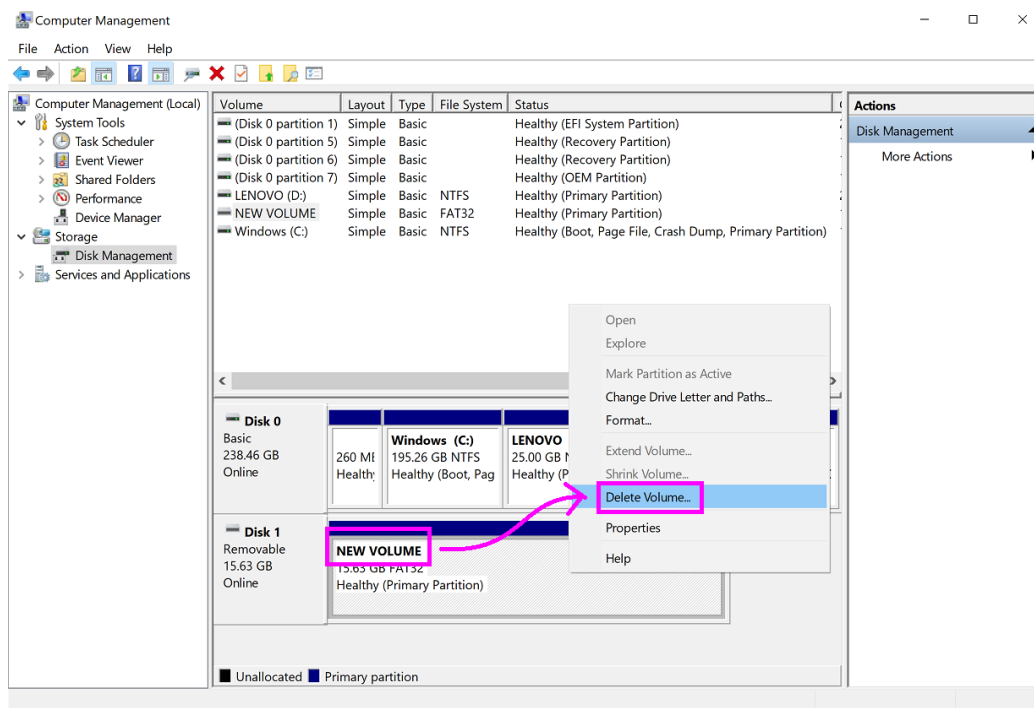 Computer Management
File Action View Help
Computer Management (Local)
System Tools
Task Scheduler
Event Viewer
Shared Folders
Performance
Device Manager
Storage
Disk Management
Services and Applications
Volume Layout Type File System Status
(Disk 0 partition 1) Simple Basic Healthy (EFI System Partition)
(Disk 0 partition 5) Simple Basic Healthy (Recovery Partition)
(Disk 0 partition 6) Simple Basic Healthy (Recovery Partition)
(Disk 0 partition 7) Simple Basic Healthy (OEM Partition)
LENOVO (D:) Simple Basic NTFS Healthy (Primary Partition)
NEW VOLUME Simple Basic FAT32 Healthy (Primary Partition)
Windows (C:) Simple Basic NTFS Healthy (Boot, Page File, Crash Dump, Primary Partition)
Actions
Disk Management
More Actions
Open
Explore
Mark Partition as Active
Change Drive Letter and Paths...
Format...
Extend Volume...
Shrink Volume...
Delete Volume...
Properties
Help
Disk 0
Basic
238.46 GB
Online
260 ME
Healthy
Windows (C:)
195.26 GB NTFS
Healthy (Boot, Pag
LENOVO
25.00 GB N
Healthy (P
Disk 1
Removable
15.63 GB
Online
NEW VOLUME
15.63 GB FAT32
Healthy (Primary Partition)
Unallocated Primary partition